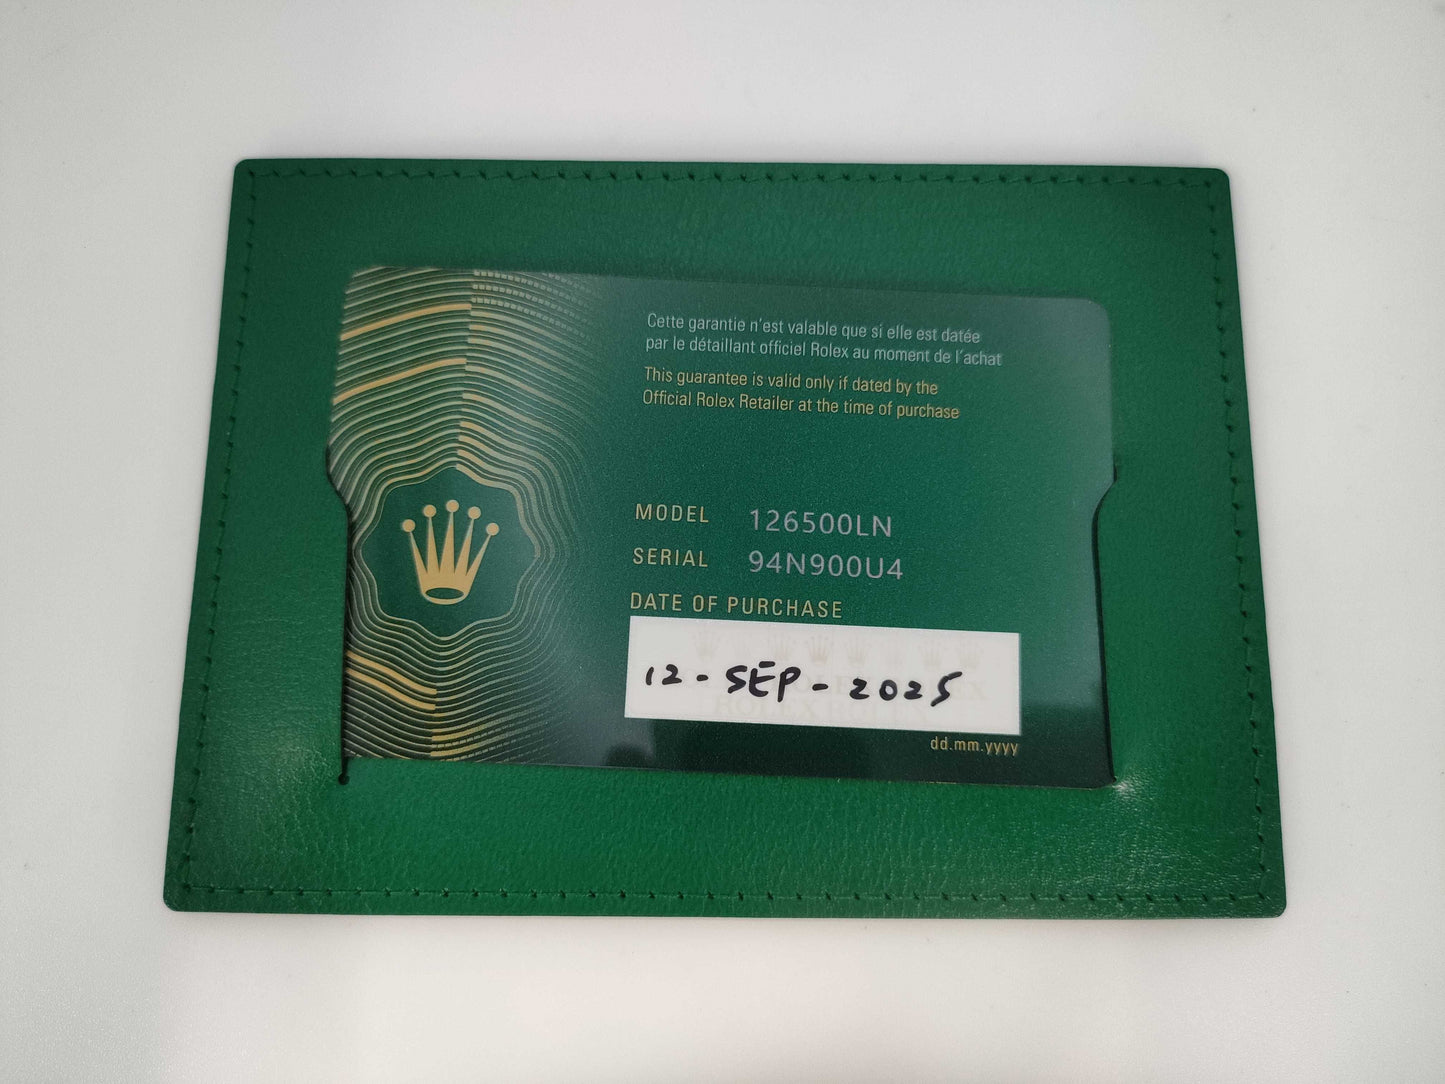 Cette garantie n'est valable que si elle est datée
par le détaillant officiel Rolex au moment de l'achat
This guarantee is valid only if dated by the
Official Rolex Retailer at the time of purchase
MODEL 126500LN
SERIAL 94N900U4
DATE OF PURCHASE
12-SEP-2025
dd.mm.yyyy